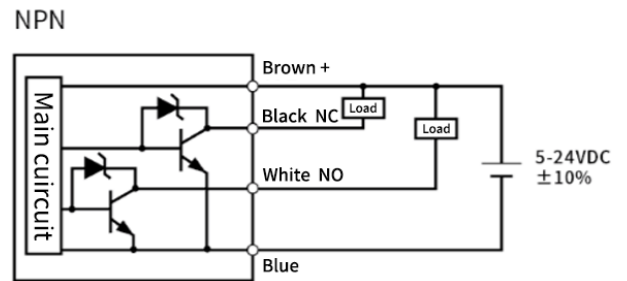 NPN
Brown +
Black NC
Load
Load
Main cuircuit
5-24VDC
±10%
White NO
Blue